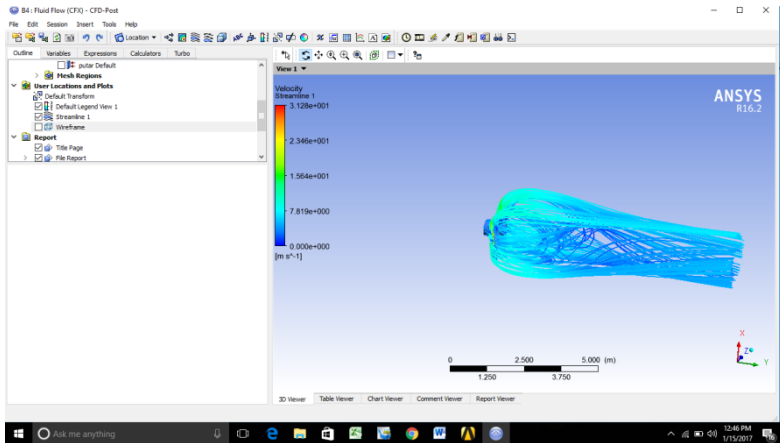 B4 : Fluid Flow (CFX) - CFD-Post
File Edit Session Insert Tools Help
Location
Outline Variables Expressions Calculators Turbo
putar Default
Mesh Regions
User Locations and Plots
Default Transform
Default Legend View 1
Streamline 1
Wireframe
Report
Title Page
File Report
View 1
Velocity
Streamline 1
3.128e+001
2.346e+001
1.564e+001
7.819e+000
0.000e+000
[m s^-1]
ANSYS
R16.2
X
Z
Y
0 2.500 5.000 (m)
1.250 3.750
3D Viewer Table Viewer Chart Viewer Comment Viewer Report Viewer
Ask me anything
12:46 PM
1/15/2017